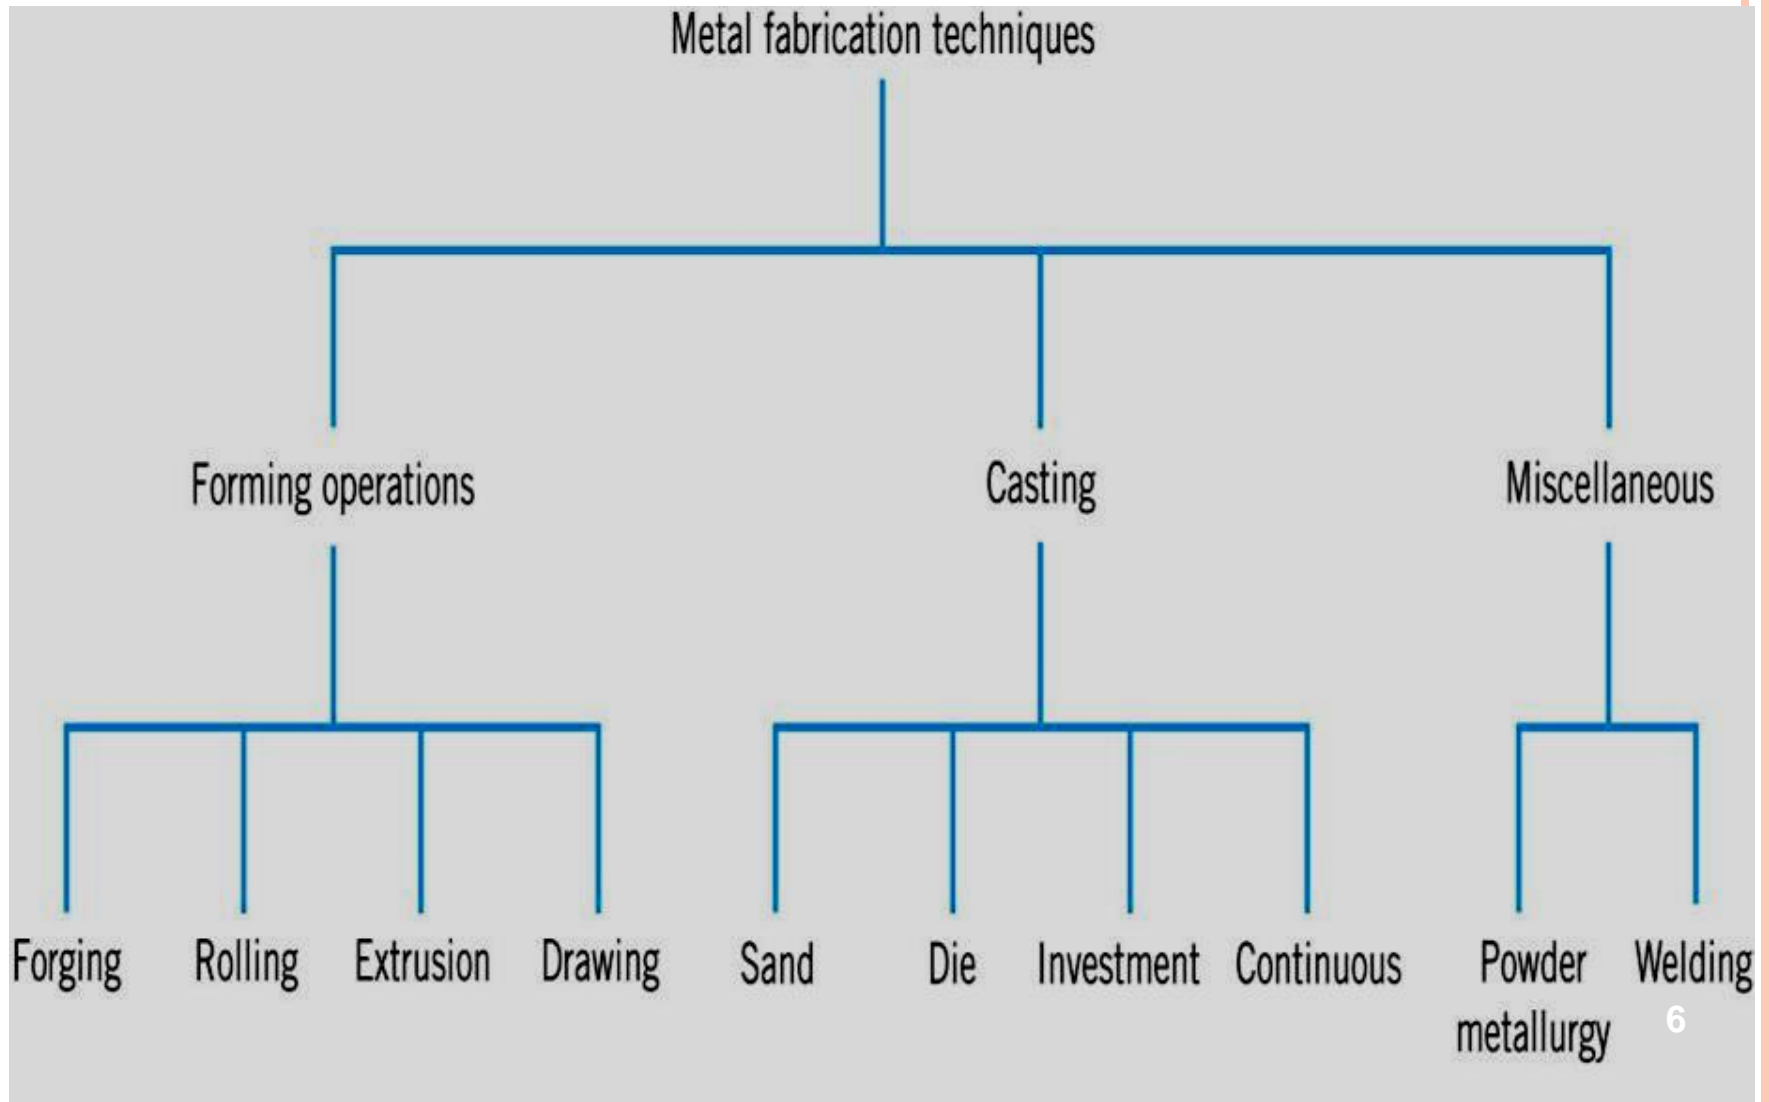 Metal fabrication techniques
Forming operations
Casting
Miscellaneous
Forging
Rolling
Extrusion
Drawing
Sand
Die
Investment
Continuous
Powder
metallurgy
Welding
6